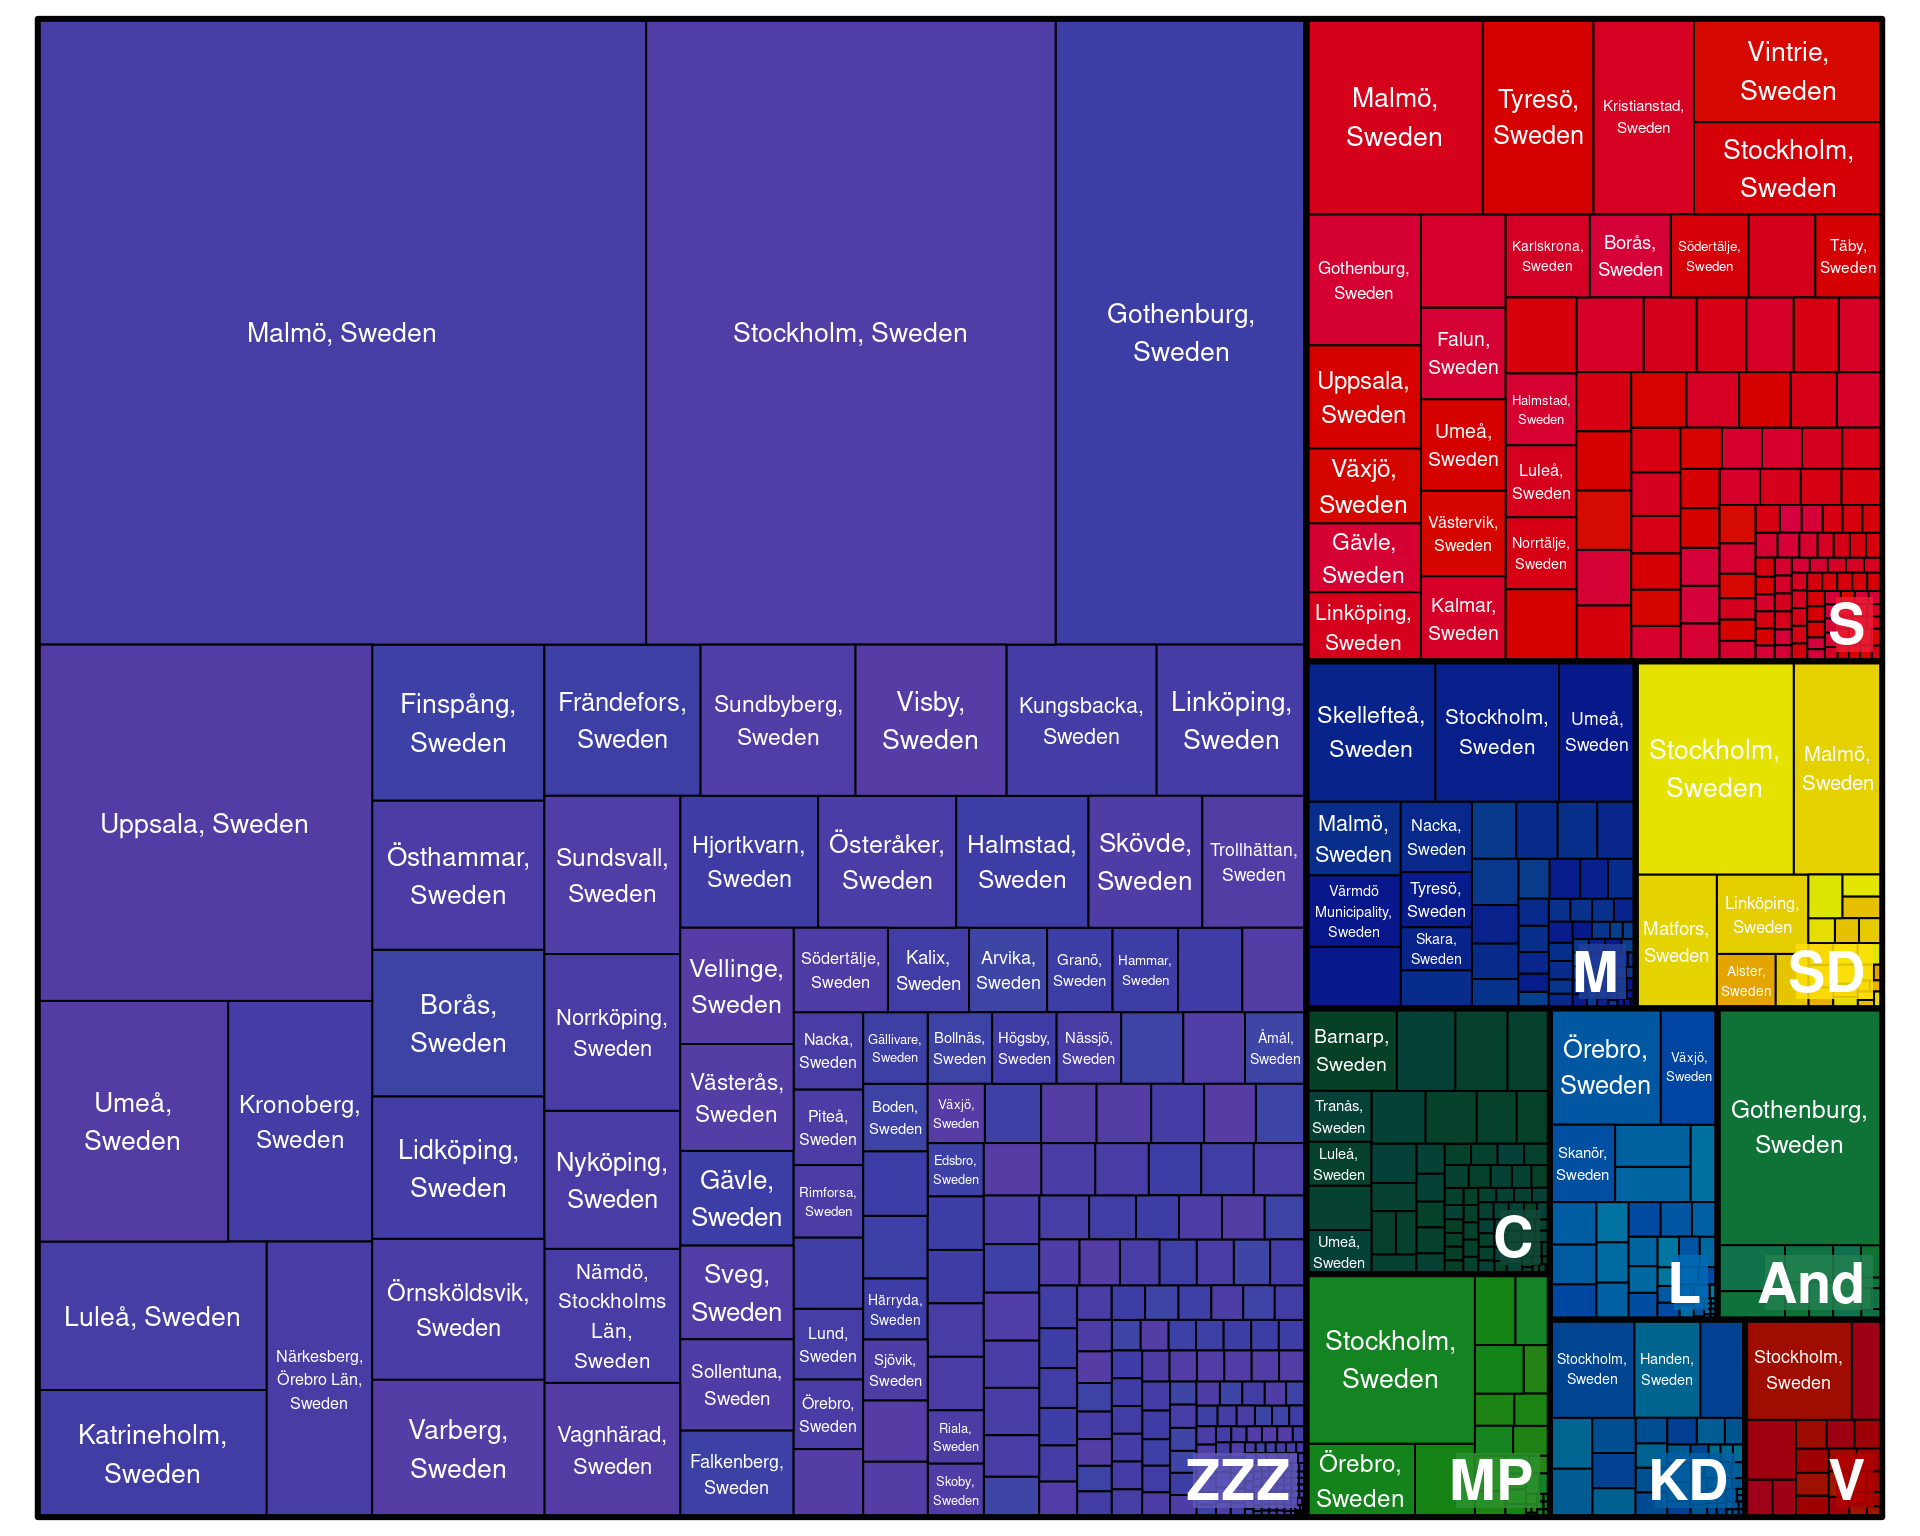 Malmö, Sweden
Stockholm, Sweden
Gothenburg,
Sweden
Uppsala, Sweden
Umeå,
Sweden
Kronoberg,
Sweden
Luleå, Sweden
Katrineholm,
Sweden
Närkesberg,
Örebro Län,
Sweden
Finspång,
Sweden
Östhammar,
Sweden
Borås,
Sweden
Lidköping,
Sweden
Örnsköldsvik,
Sweden
Varberg,
Sweden
Frändefors,
Sweden
Sundbyberg,
Sweden
Visby,
Sweden
Kungsbacka,
Sweden
Linköping,
Sweden
Sundsvall,
Sweden
Norrköping,
Sweden
Nyköping,
Sweden
Nämdö,
Stockholms
Län,
Sweden
Vagnhärad,
Sweden
Hjortkvarn,
Sweden
Österåker,
Sweden
Halmstad,
Sweden
Skövde,
Sweden
Trollhättan,
Sweden
Vellinge,
Sweden
Västerås,
Sweden
Gävle,
Sweden
Sveg,
Sweden
Sollentuna,
Sweden
Falkenberg,
Sweden
Södertälje,
Sweden
Kalix,
Sweden
Arvika,
Sweden
Granö,
Sweden
Hammar,
Sweden
Nacka,
Sweden
Piteå,
Sweden
Rimforsa,
Sweden
Lund,
Sweden
Örebro,
Sweden
Gällivare,
Sweden
Boden,
Sweden
Härryda,
Sweden
Sjövik,
Sweden
Bollnäs,
Sweden
Högsby,
Sweden
Nässjö,
Sweden
Åmål,
Sweden
Växjö,
Sweden
Edsbro,
Sweden
Riala,
Sweden
Skoby,
Sweden
ZZZ
Malmö,
Sweden
Tyresö,
Sweden
Kristianstad,
Sweden
Vintrie,
Sweden
Stockholm,
Sweden
Gothenburg,
Sweden
Uppsala,
Sweden
Växjö,
Sweden
Gävle,
Sweden
Linköping,
Sweden
Falun,
Sweden
Umeå,
Sweden
Västervik,
Sweden
Kalmar,
Sweden
Karlskrona,
Sweden
Borås,
Sweden
Södertälje,
Sweden
Täby,
Sweden
Halmstad,
Sweden
Luleå,
Sweden
Norrtälje,
Sweden
S
Skellefteå,
Sweden
Stockholm,
Sweden
Umeå,
Sweden
Malmö,
Sweden
Värmdö
Municipality,
Sweden
Nacka,
Sweden
Tyresö,
Sweden
Skara,
Sweden
M
Stockholm,
Sweden
Malmö,
Sweden
Matfors,
Sweden
Linköping,
Sweden
Alster,
Sweden
SD
Barnarp,
Sweden
Tranås,
Sweden
Luleå,
Sweden
Umeå,
Sweden
C
Örebro,
Sweden
Växjö,
Sweden
Skanör,
Sweden
L
Gothenburg,
Sweden
And
Stockholm,
Sweden
Örebro,
Sweden
MP
Stockholm,
Sweden
Handen,
Sweden
KD
Stockholm,
Sweden
V